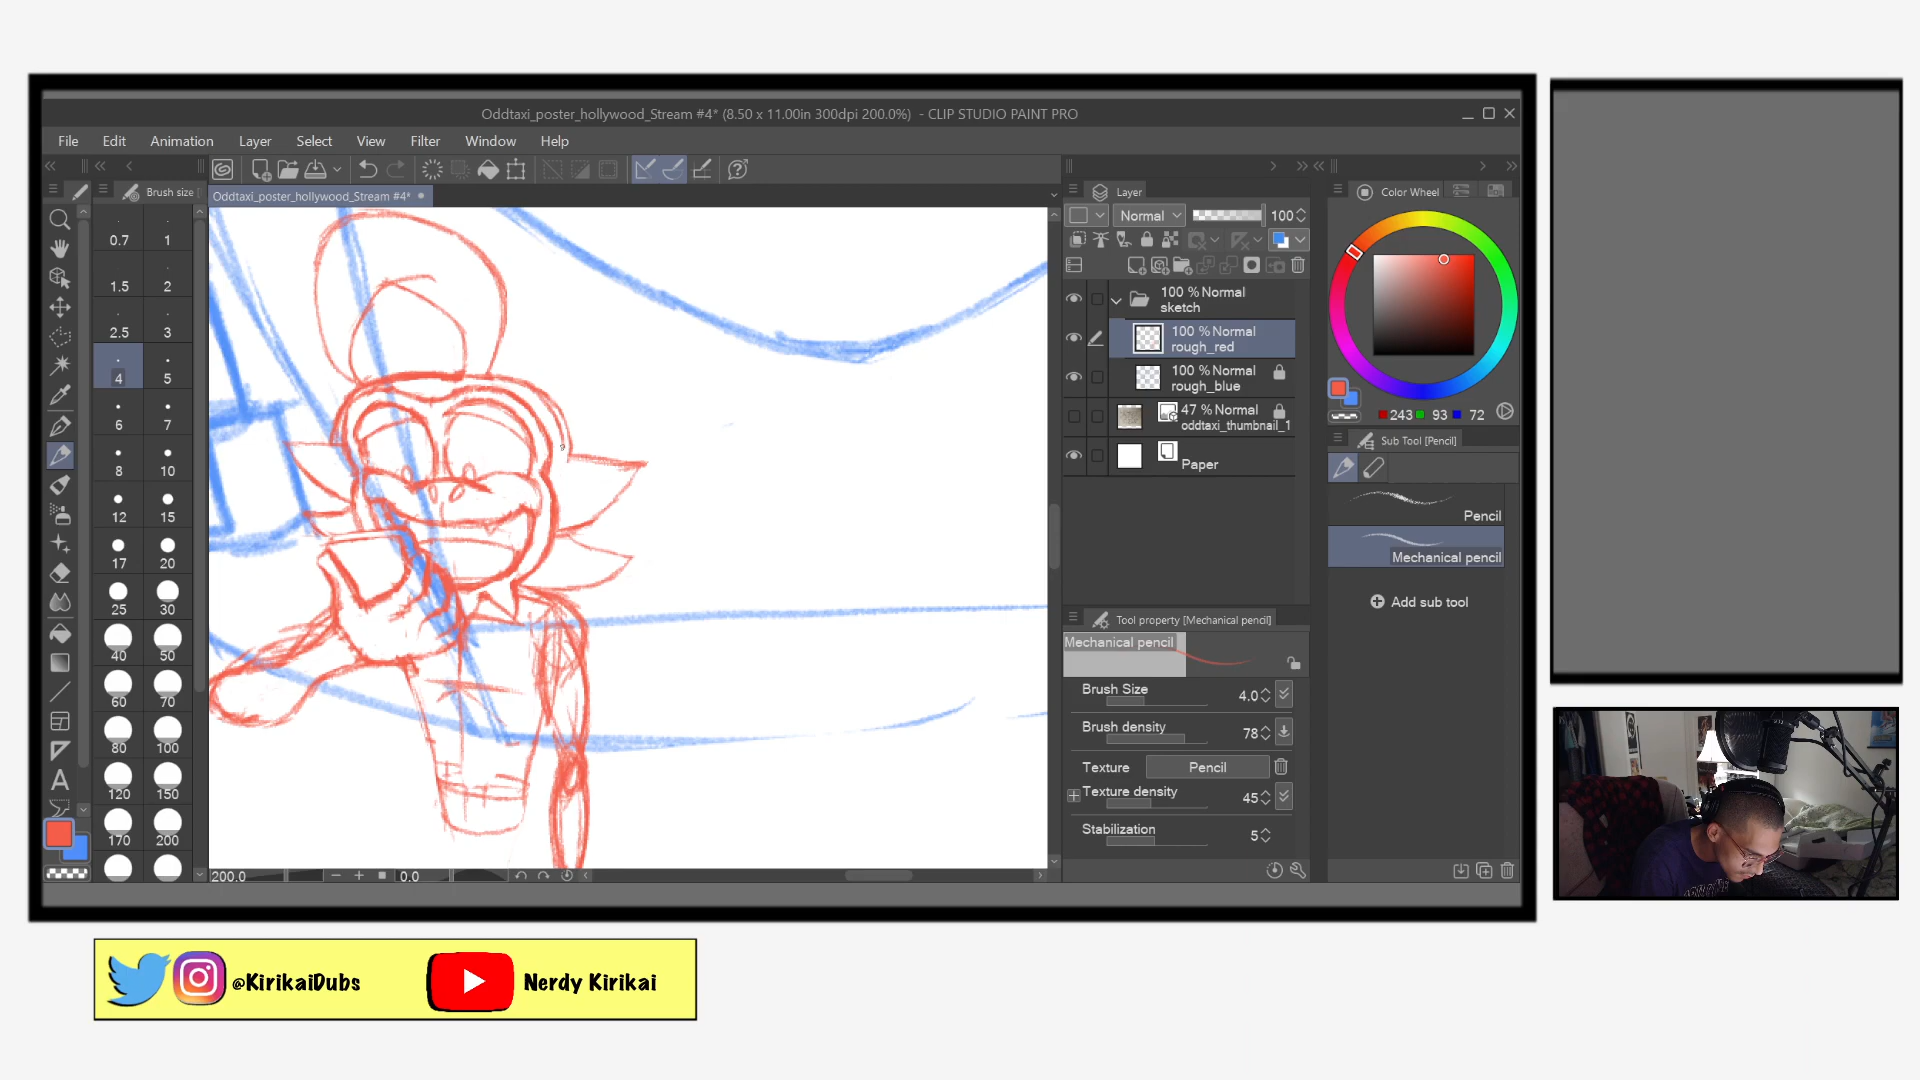 Oddtaxi_poster_hollywood_Stream #4* (8.50 x 11.00in 300dpi 200.0%) - CLIP STUDIO PAINT PRO
File Edit Animation Layer Select View Filter Window Help
Brush size
Oddtaxi_poster_hollywood_Stream #4*
0.7 1
1.5 2
2.5 3
4 5
6 7
8 10
12 15
17 20
25 30
40 50
60 70
80 100
120 150
170 200
200.0 0.0
Layer
Normal 100
100 % Normal
sketch
100 % Normal
rough_red
100 % Normal
rough_blue
47 % Normal
oddtaxi_thumbnail_1
Paper
Tool property [Mechanical pencil]
Mechanical pencil
Brush Size 4.0
Brush density 78
Texture Pencil
Texture density 45
Stabilization 5
Color Wheel
243 93 72
Sub Tool [Pencil]
Pencil
Mechanical pencil
Add sub tool
@KirikaiDubs
Nerdy Kirikai